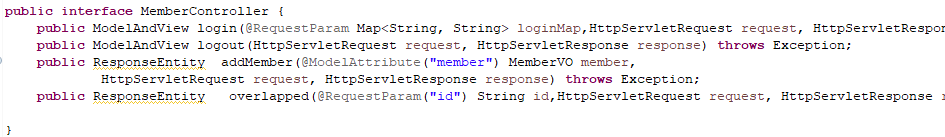 public interface MemberController {
public ModelAndView login(@RequestParam Map<String, String> loginMap,HttpServletRequest request, HttpServletRespons
public ModelAndView logout(HttpServletRequest request, HttpServletResponse response) throws Exception;
public ResponseEntity addMember(@ModelAttribute("member") MemberVO member,
HttpServletRequest request, HttpServletResponse response) throws Exception;
public ResponseEntity overlapped(@RequestParam("id") String id,HttpServletRequest request, HttpServletResponse
}